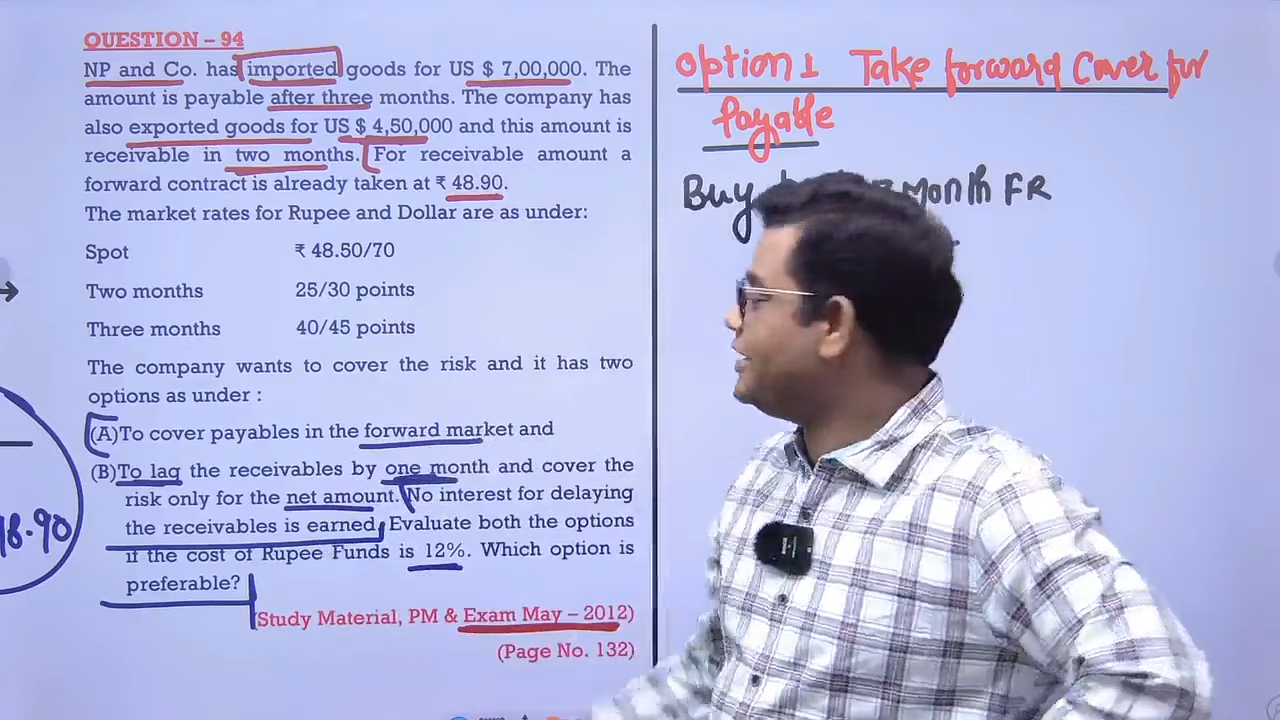 QUESTION – 94
NP and Co. has imported goods for US $ 7,00,000. The
amount is payable after three months. The company has
also exported goods for US $ 4,50,000 and this amount is
receivable in two months. For receivable amount a
forward contract is already taken at ₹ 48.90.
The market rates for Rupee and Dollar are as under:
Spot ₹ 48.50/70
Two months 25/30 points
Three months 40/45 points
The company wants to cover the risk and it has two
options as under :
(A)To cover payables in the forward market and
(B)To lag the receivables by one month and cover the
risk only for the net amount. No interest for delaying
the receivables is earned. Evaluate both the options
if the cost of Rupee Funds is 12%. Which option is
preferable?
(Study Material, PM & Exam May – 2012)
(Page No. 132)
48.90
Option 1 Take forward Cover for
Payable
Buy month FR